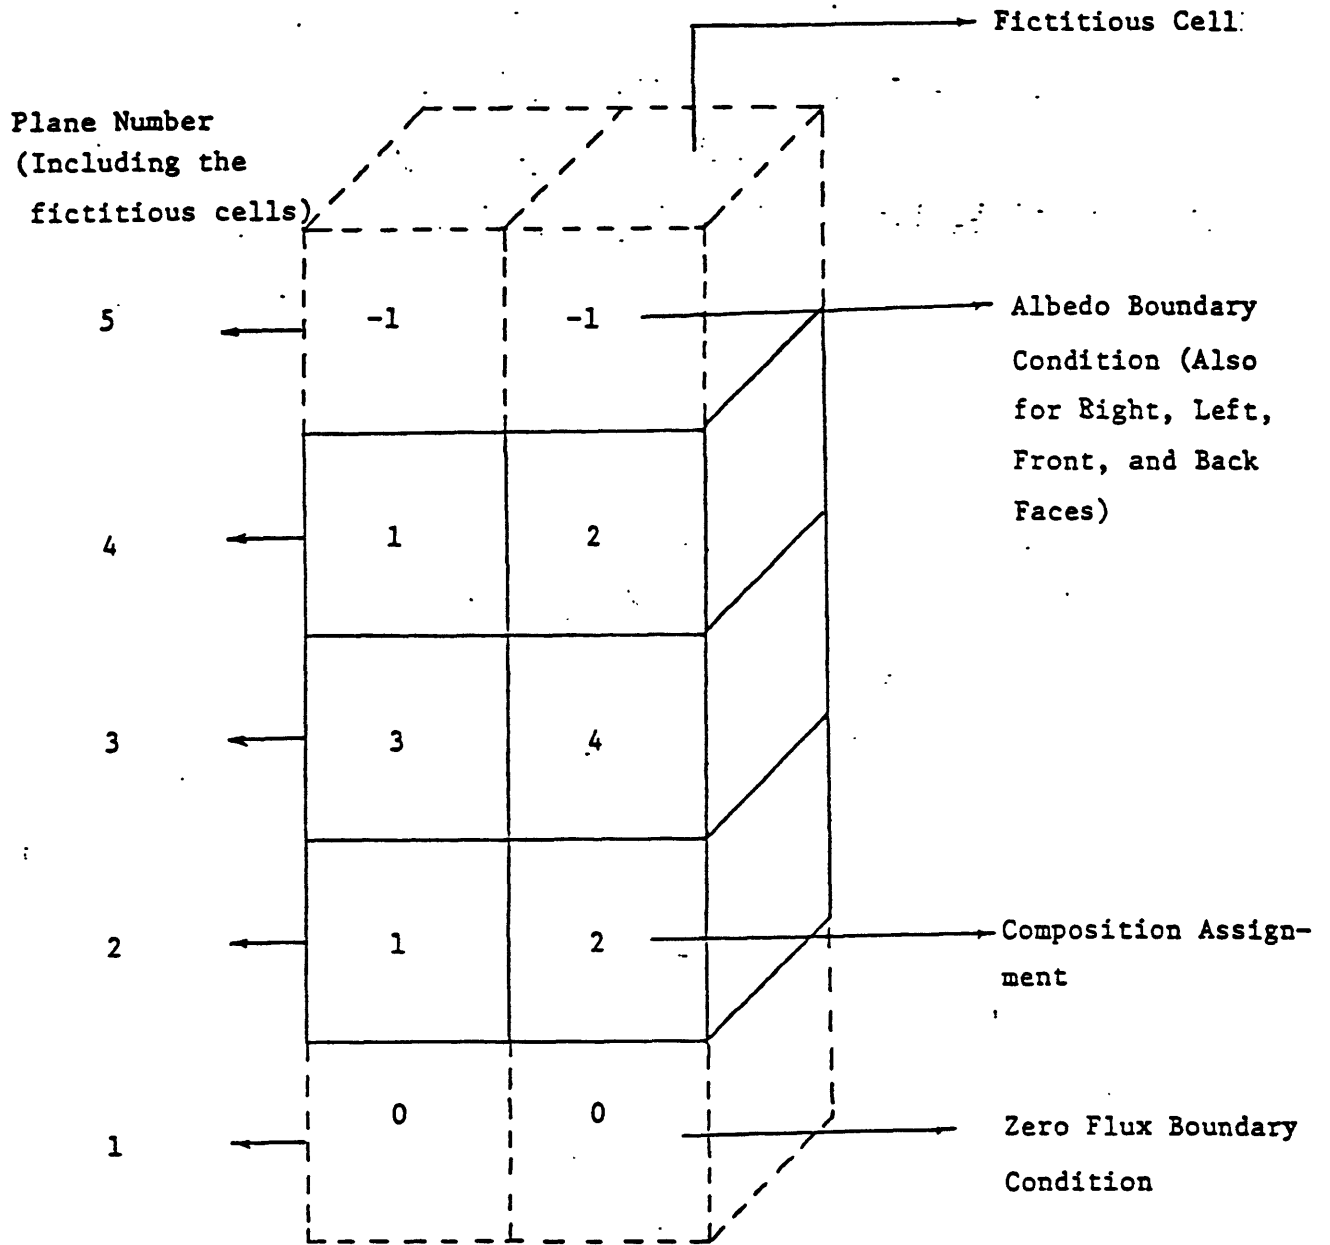 Fictitious Cell
Plane Number
(Including the
fictitious cells)
5
-1
-1
Albedo Boundary
Condition (Also
for Right, Left,
Front, and Back
Faces)
4
1
2
3
3
4
2
1
2
Composition Assign-
ment
1
0
0
Zero Flux Boundary
Condition